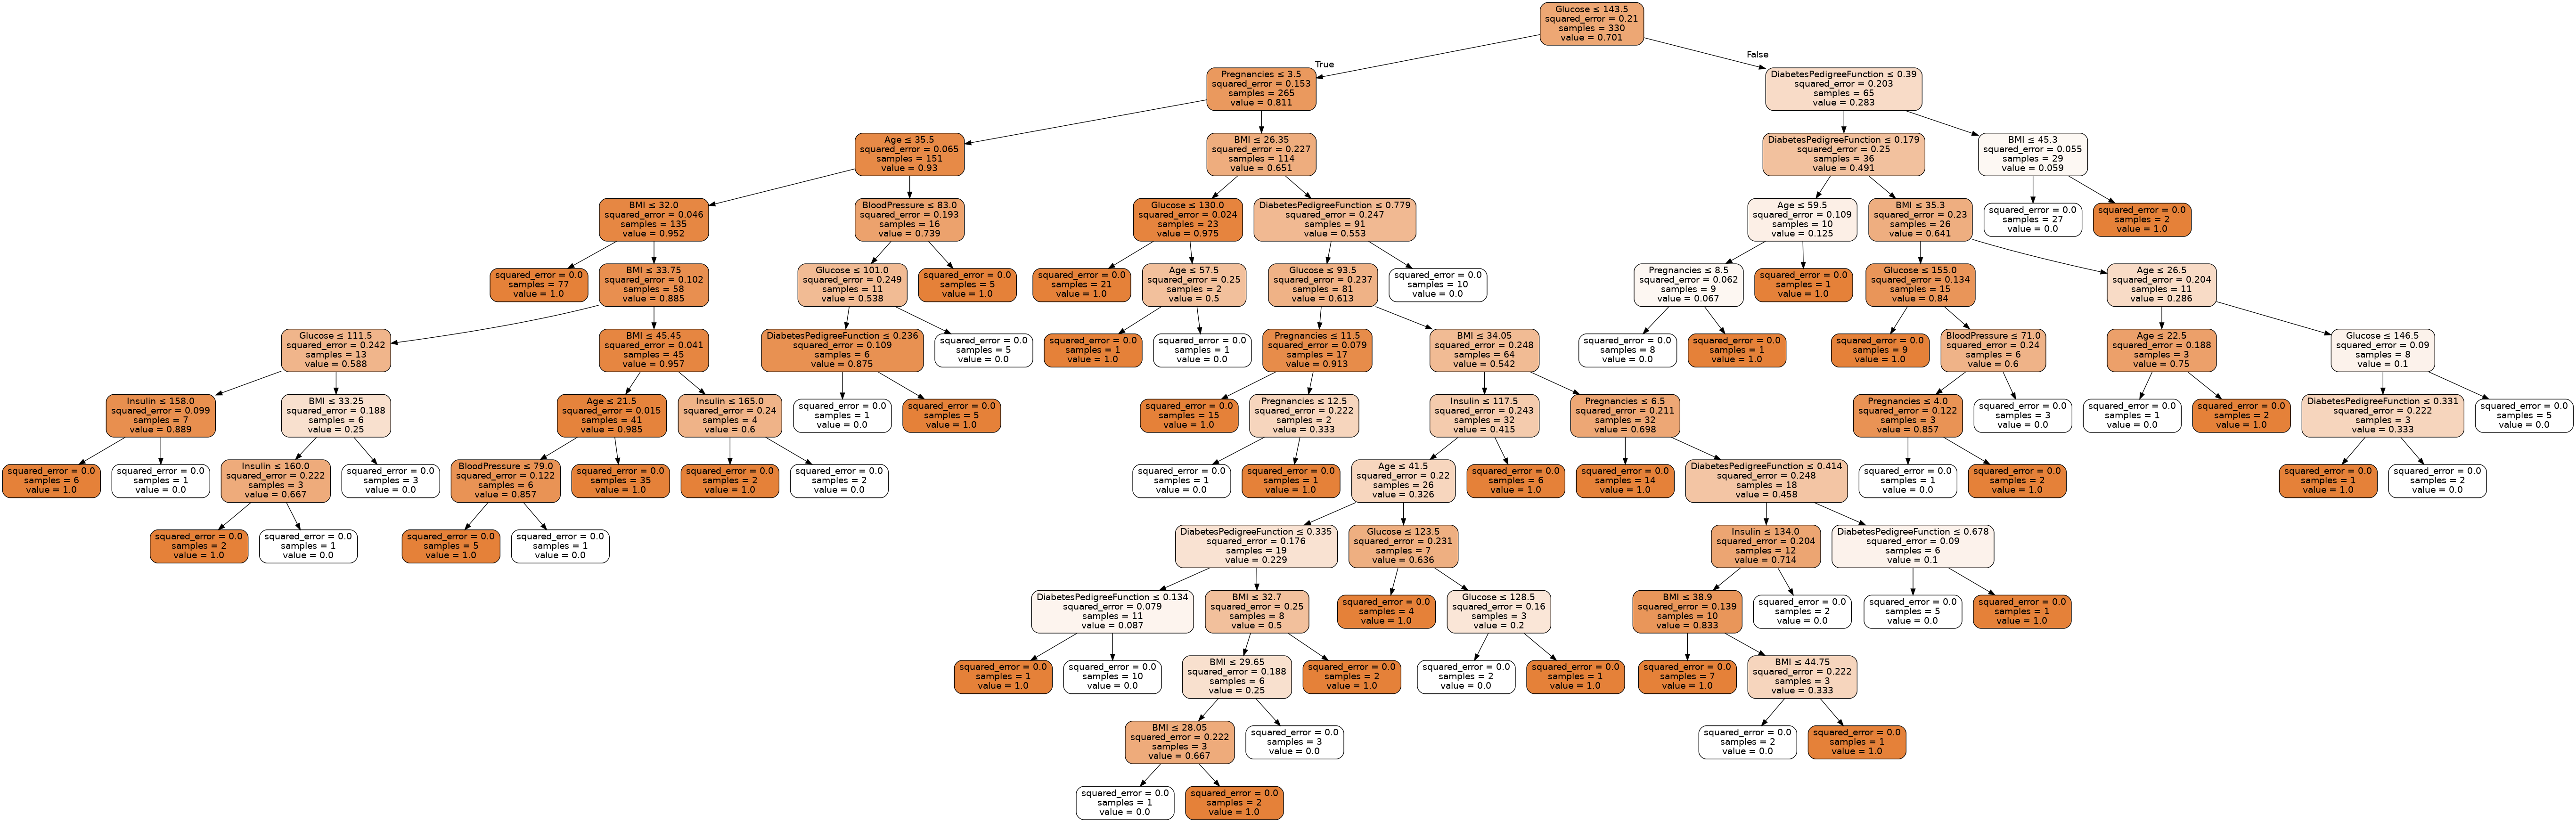 Glucose ≤ 143.5
squared_error = 0.21
samples = 330
value = 0.701
True
False
Pregnancies ≤ 3.5
squared_error = 0.153
samples = 265
value = 0.811
DiabetesPedigreeFunction ≤ 0.39
squared_error = 0.203
samples = 65
value = 0.283
Age ≤ 35.5
squared_error = 0.065
samples = 151
value = 0.93
BMI ≤ 26.35
squared_error = 0.227
samples = 114
value = 0.651
DiabetesPedigreeFunction ≤ 0.179
squared_error = 0.25
samples = 36
value = 0.491
BMI ≤ 45.3
squared_error = 0.055
samples = 29
value = 0.059
BMI ≤ 32.0
squared_error = 0.046
samples = 135
value = 0.952
BloodPressure ≤ 83.0
squared_error = 0.193
samples = 16
value = 0.739
Glucose ≤ 130.0
squared_error = 0.024
samples = 23
value = 0.975
DiabetesPedigreeFunction ≤ 0.779
squared_error = 0.247
samples = 91
value = 0.553
Age ≤ 59.5
squared_error = 0.109
samples = 10
value = 0.125
BMI ≤ 35.3
squared_error = 0.23
samples = 26
value = 0.641
squared_error = 0.0
samples = 27
value = 0.0
squared_error = 0.0
samples = 2
value = 1.0
squared_error = 0.0
samples = 77
value = 1.0
BMI ≤ 33.75
squared_error = 0.102
samples = 58
value = 0.885
Glucose ≤ 101.0
squared_error = 0.249
samples = 11
value = 0.538
squared_error = 0.0
samples = 5
value = 1.0
squared_error = 0.0
samples = 21
value = 1.0
Age ≤ 57.5
squared_error = 0.25
samples = 2
value = 0.5
Glucose ≤ 93.5
squared_error = 0.237
samples = 81
value = 0.613
squared_error = 0.0
samples = 10
value = 0.0
Pregnancies ≤ 8.5
squared_error = 0.062
samples = 9
value = 0.067
squared_error = 0.0
samples = 1
value = 1.0
Glucose ≤ 155.0
squared_error = 0.134
samples = 15
value = 0.84
Age ≤ 26.5
squared_error = 0.204
samples = 11
value = 0.286
Glucose ≤ 111.5
squared_error = 0.242
samples = 13
value = 0.588
BMI ≤ 45.45
squared_error = 0.041
samples = 45
value = 0.957
DiabetesPedigreeFunction ≤ 0.236
squared_error = 0.109
samples = 6
value = 0.875
squared_error = 0.0
samples = 5
value = 0.0
squared_error = 0.0
samples = 1
value = 1.0
squared_error = 0.0
samples = 1
value = 0.0
Pregnancies ≤ 11.5
squared_error = 0.079
samples = 17
value = 0.913
BMI ≤ 34.05
squared_error = 0.248
samples = 64
value = 0.542
squared_error = 0.0
samples = 8
value = 0.0
squared_error = 0.0
samples = 1
value = 1.0
squared_error = 0.0
samples = 9
value = 1.0
BloodPressure ≤ 71.0
squared_error = 0.24
samples = 6
value = 0.6
Age ≤ 22.5
squared_error = 0.188
samples = 3
value = 0.75
Glucose ≤ 146.5
squared_error = 0.09
samples = 8
value = 0.1
Insulin ≤ 158.0
squared_error = 0.099
samples = 7
value = 0.889
BMI ≤ 33.25
squared_error = 0.188
samples = 6
value = 0.25
Age ≤ 21.5
squared_error = 0.015
samples = 41
value = 0.985
Insulin ≤ 165.0
squared_error = 0.24
samples = 4
value = 0.6
squared_error = 0.0
samples = 1
value = 0.0
squared_error = 0.0
samples = 5
value = 1.0
squared_error = 0.0
samples = 15
value = 1.0
Pregnancies ≤ 12.5
squared_error = 0.222
samples = 2
value = 0.333
Insulin ≤ 117.5
squared_error = 0.243
samples = 32
value = 0.415
Pregnancies ≤ 6.5
squared_error = 0.211
samples = 32
value = 0.698
Pregnancies ≤ 4.0
squared_error = 0.122
samples = 3
value = 0.857
squared_error = 0.0
samples = 3
value = 0.0
squared_error = 0.0
samples = 1
value = 0.0
squared_error = 0.0
samples = 2
value = 1.0
DiabetesPedigreeFunction ≤ 0.331
squared_error = 0.222
samples = 3
value = 0.333
squared_error = 0.0
samples = 5
value = 0.0
squared_error = 0.0
samples = 6
value = 1.0
squared_error = 0.0
samples = 1
value = 0.0
Insulin ≤ 160.0
squared_error = 0.222
samples = 3
value = 0.667
squared_error = 0.0
samples = 3
value = 0.0
BloodPressure ≤ 79.0
squared_error = 0.122
samples = 6
value = 0.857
squared_error = 0.0
samples = 35
value = 1.0
squared_error = 0.0
samples = 2
value = 1.0
squared_error = 0.0
samples = 2
value = 0.0
squared_error = 0.0
samples = 1
value = 0.0
squared_error = 0.0
samples = 1
value = 1.0
Age ≤ 41.5
squared_error = 0.22
samples = 26
value = 0.326
squared_error = 0.0
samples = 6
value = 1.0
squared_error = 0.0
samples = 14
value = 1.0
DiabetesPedigreeFunction ≤ 0.414
squared_error = 0.248
samples = 18
value = 0.458
squared_error = 0.0
samples = 1
value = 0.0
squared_error = 0.0
samples = 2
value = 1.0
squared_error = 0.0
samples = 1
value = 1.0
squared_error = 0.0
samples = 2
value = 0.0
squared_error = 0.0
samples = 2
value = 1.0
squared_error = 0.0
samples = 1
value = 0.0
squared_error = 0.0
samples = 5
value = 1.0
squared_error = 0.0
samples = 1
value = 0.0
DiabetesPedigreeFunction ≤ 0.335
squared_error = 0.176
samples = 19
value = 0.229
Glucose ≤ 123.5
squared_error = 0.231
samples = 7
value = 0.636
Insulin ≤ 134.0
squared_error = 0.204
samples = 12
value = 0.714
DiabetesPedigreeFunction ≤ 0.678
squared_error = 0.09
samples = 6
value = 0.1
DiabetesPedigreeFunction ≤ 0.134
squared_error = 0.079
samples = 11
value = 0.087
BMI ≤ 32.7
squared_error = 0.25
samples = 8
value = 0.5
squared_error = 0.0
samples = 4
value = 1.0
Glucose ≤ 128.5
squared_error = 0.16
samples = 3
value = 0.2
BMI ≤ 38.9
squared_error = 0.139
samples = 10
value = 0.833
squared_error = 0.0
samples = 2
value = 0.0
squared_error = 0.0
samples = 5
value = 0.0
squared_error = 0.0
samples = 1
value = 1.0
squared_error = 0.0
samples = 1
value = 1.0
squared_error = 0.0
samples = 10
value = 0.0
BMI ≤ 29.65
squared_error = 0.188
samples = 6
value = 0.25
squared_error = 0.0
samples = 2
value = 1.0
squared_error = 0.0
samples = 2
value = 0.0
squared_error = 0.0
samples = 1
value = 1.0
squared_error = 0.0
samples = 7
value = 1.0
BMI ≤ 44.75
squared_error = 0.222
samples = 3
value = 0.333
BMI ≤ 28.05
squared_error = 0.222
samples = 3
value = 0.667
squared_error = 0.0
samples = 3
value = 0.0
squared_error = 0.0
samples = 2
value = 0.0
squared_error = 0.0
samples = 1
value = 1.0
squared_error = 0.0
samples = 1
value = 0.0
squared_error = 0.0
samples = 2
value = 1.0